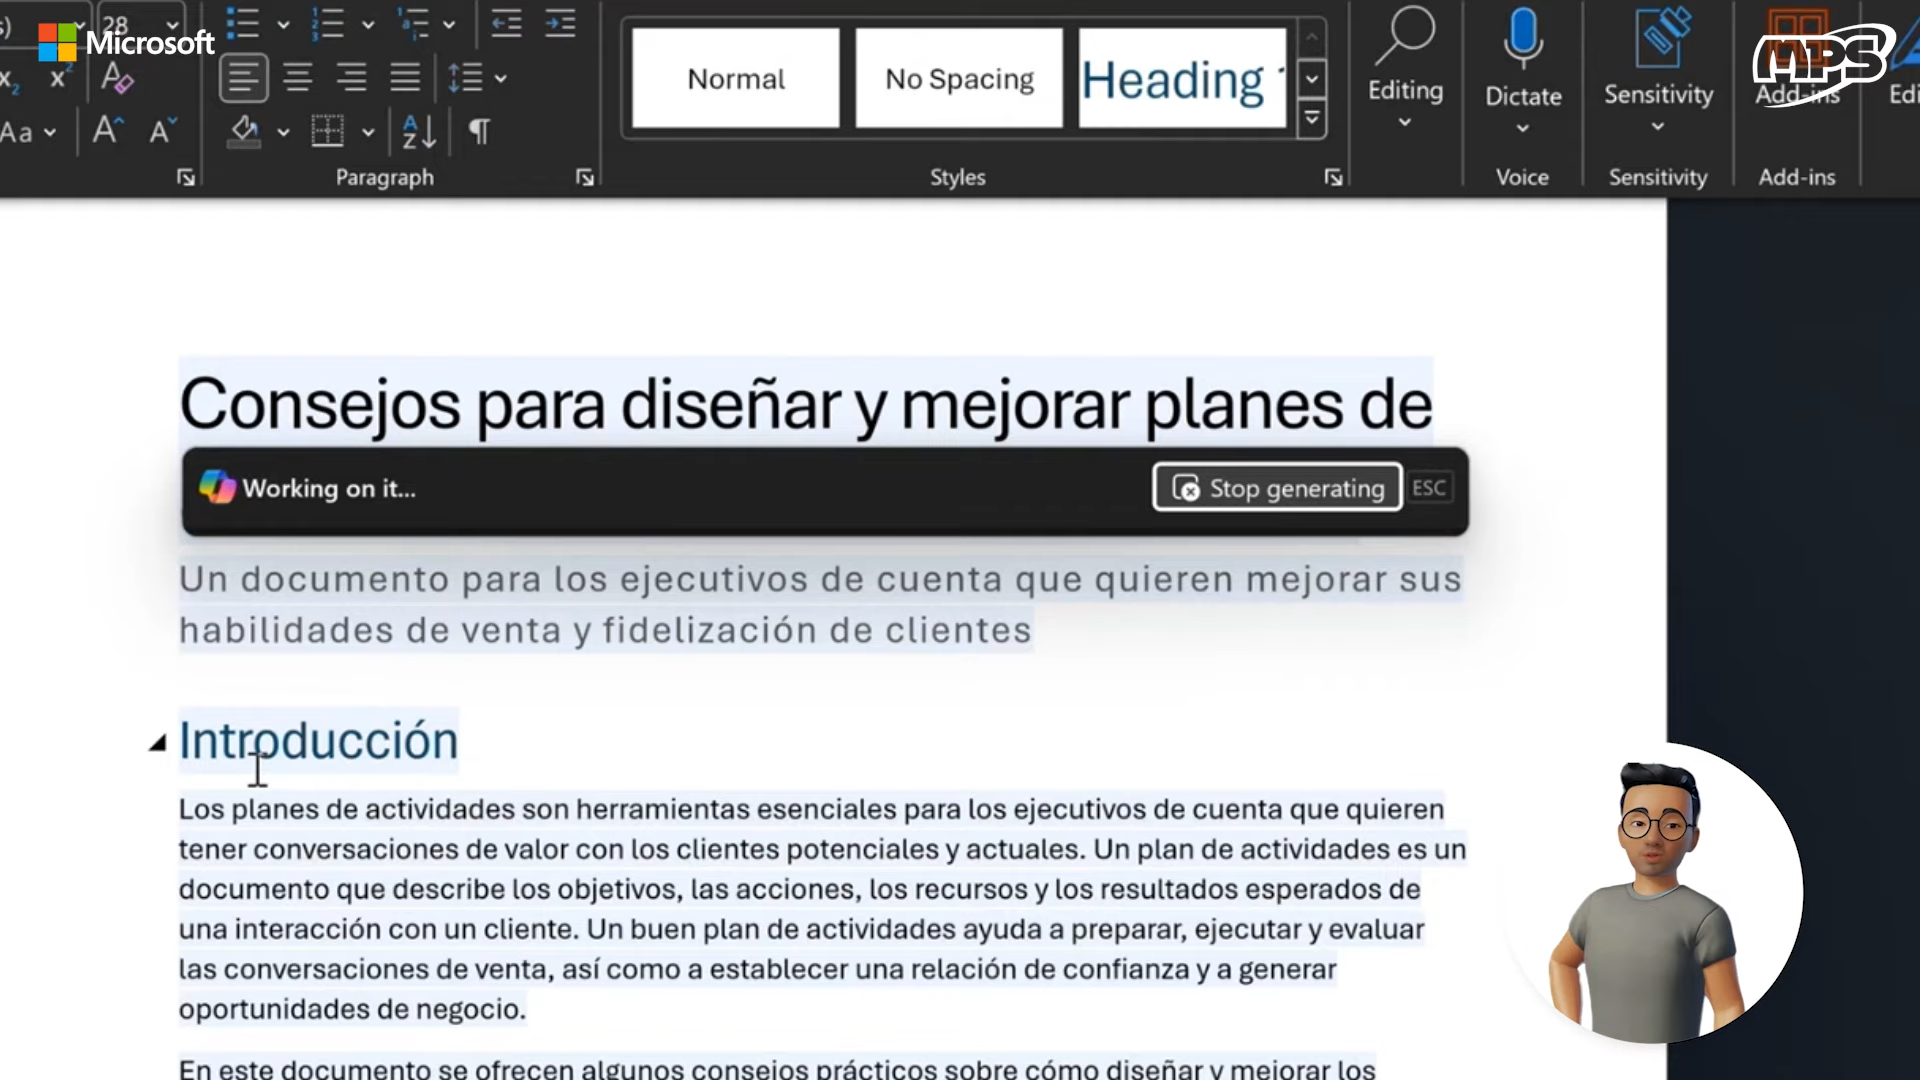 28
Microsoft
Aa
Normal
No Spacing
Heading
Editing
Dictate
Sensitivity
Add-ins
MPS
Paragraph
Styles
Voice
Sensitivity
Add-ins
Consejos para diseñar y mejorar planes de
Working on it...
Stop generating
ESC
Un documento para los ejecutivos de cuenta que quieren mejorar sus
habilidades de venta y fidelización de clientes
Introducción
Los planes de actividades son herramientas esenciales para los ejecutivos de cuenta que quieren
tener conversaciones de valor con los clientes potenciales y actuales. Un plan de actividades es un
documento que describe los objetivos, las acciones, los recursos y los resultados esperados de
una interacción con un cliente. Un buen plan de actividades ayuda a preparar, ejecutar y evaluar
las conversaciones de venta, así como a establecer una relación de confianza y a generar
oportunidades de negocio.
En este documento se ofrecen algunos consejos prácticos sobre cómo diseñar y mejorar los